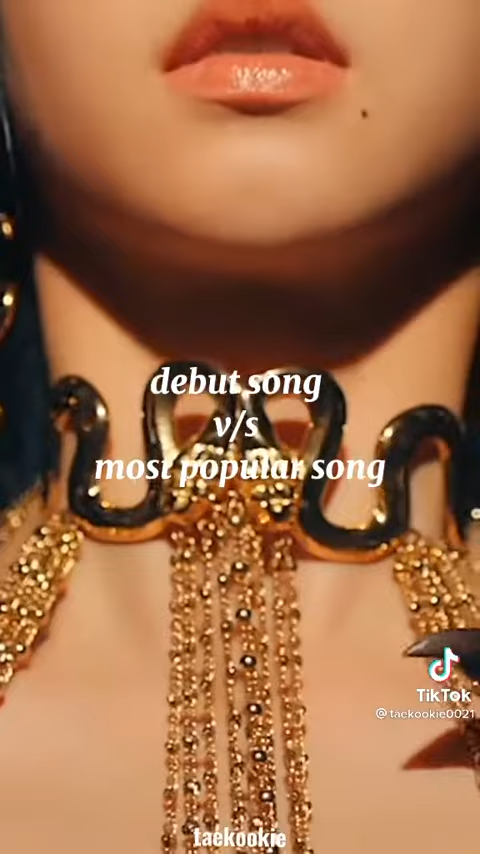 debut song
v/s
most popular song
TikTok
@taekookie0021
taekookie